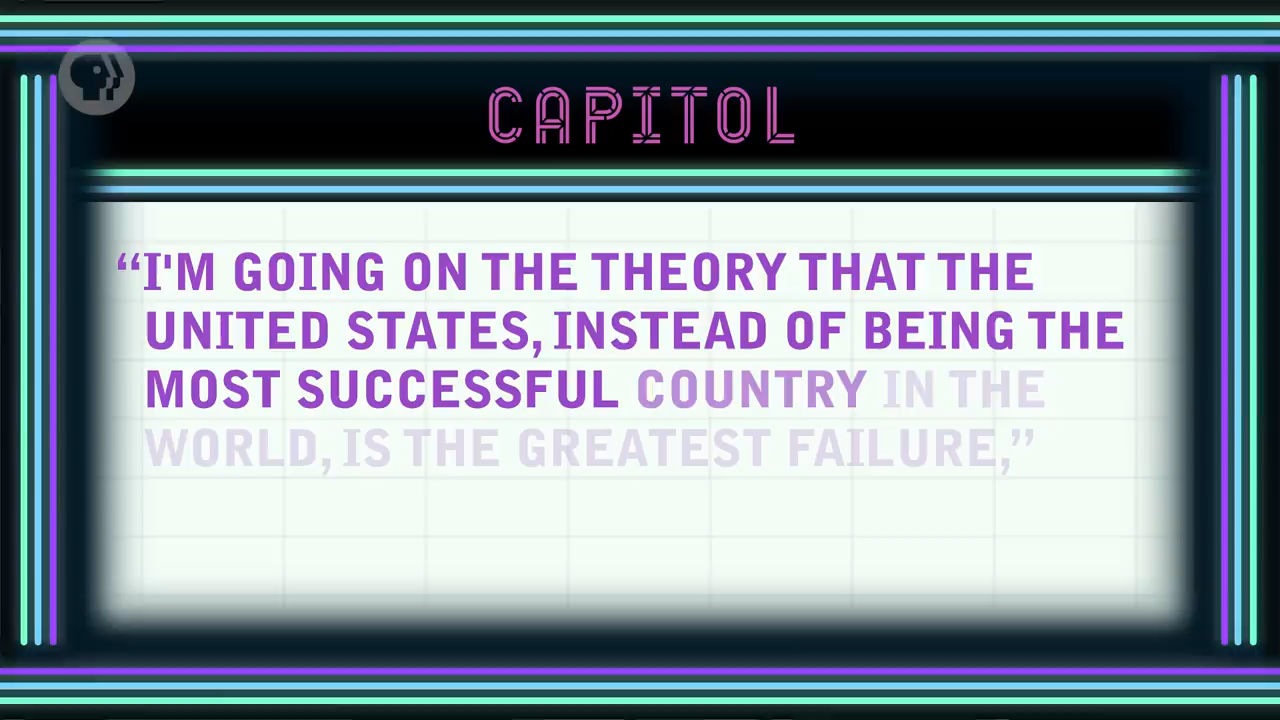 CAPITOL
“I'M GOING ON THE THEORY THAT THE
UNITED STATES, INSTEAD OF BEING THE
MOST SUCCESSFUL COUNTRY IN THE
WORLD, IS THE GREATEST FAILURE,”